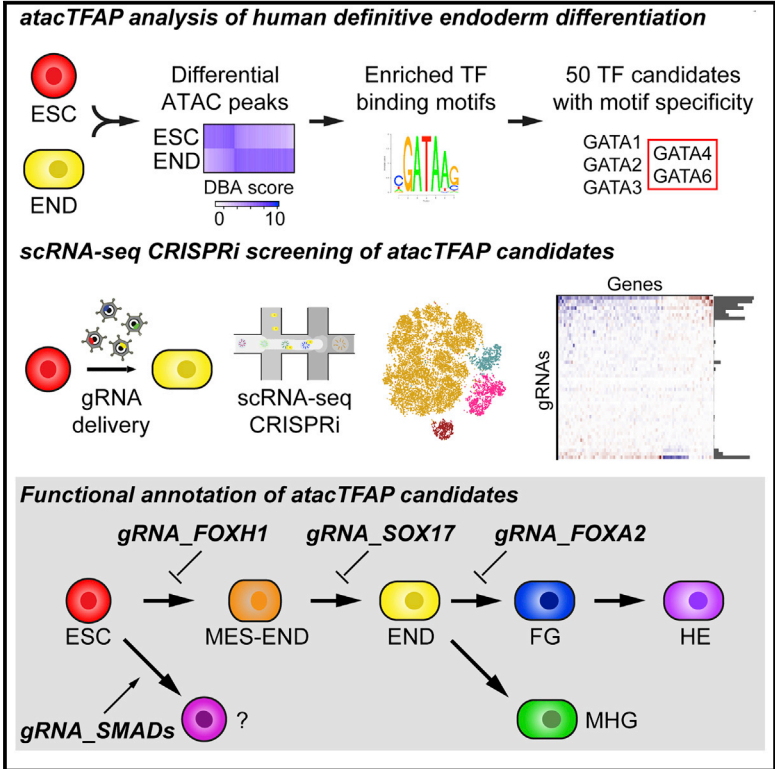 atacTFAP analysis of human definitive endoderm differentiation
ESC
END
Differential
ATAC peaks
ESC
END
DBA score
0 10
Enriched TF
binding motifs
CGATAAG
50 TF candidates
with motif specificity
GATA1
GATA2
GATA3
GATA4
GATA6
scRNA-seq CRISPRi screening of atacTFAP candidates
gRNA
delivery
scRNA-seq
CRISPRi
Genes
gRNAs
Functional annotation of atacTFAP candidates
gRNA_FOXH1
gRNA_SOX17
gRNA_FOXA2
ESC
MES-END
END
FG
HE
gRNA_SMADs
?
MHG